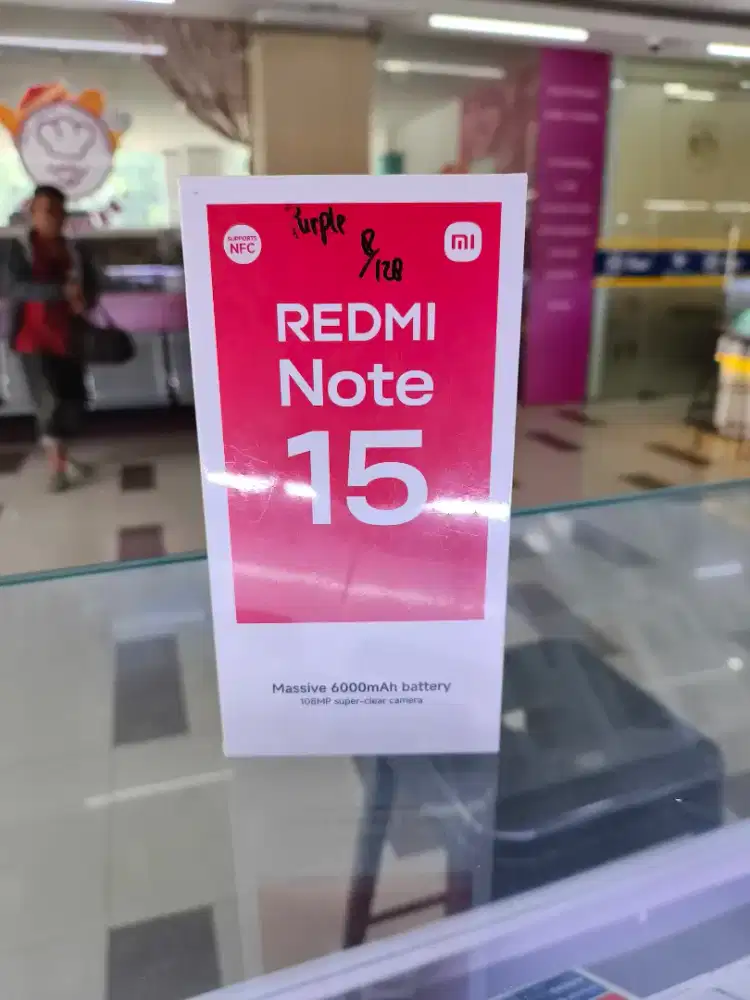 Purple
8/128
SUPPORTS
NFC
mi
REDMI
Note
15
Massive 6000mAh battery
108MP super-clear camera